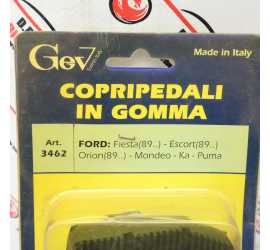 Gev
Made in Italy
COPRIPEDALI
IN GOMMA
Art.
3462
FORD: Fiesta(89..) - Escort(89..)
Orion(89..) - Mondeo - Ka - Puma